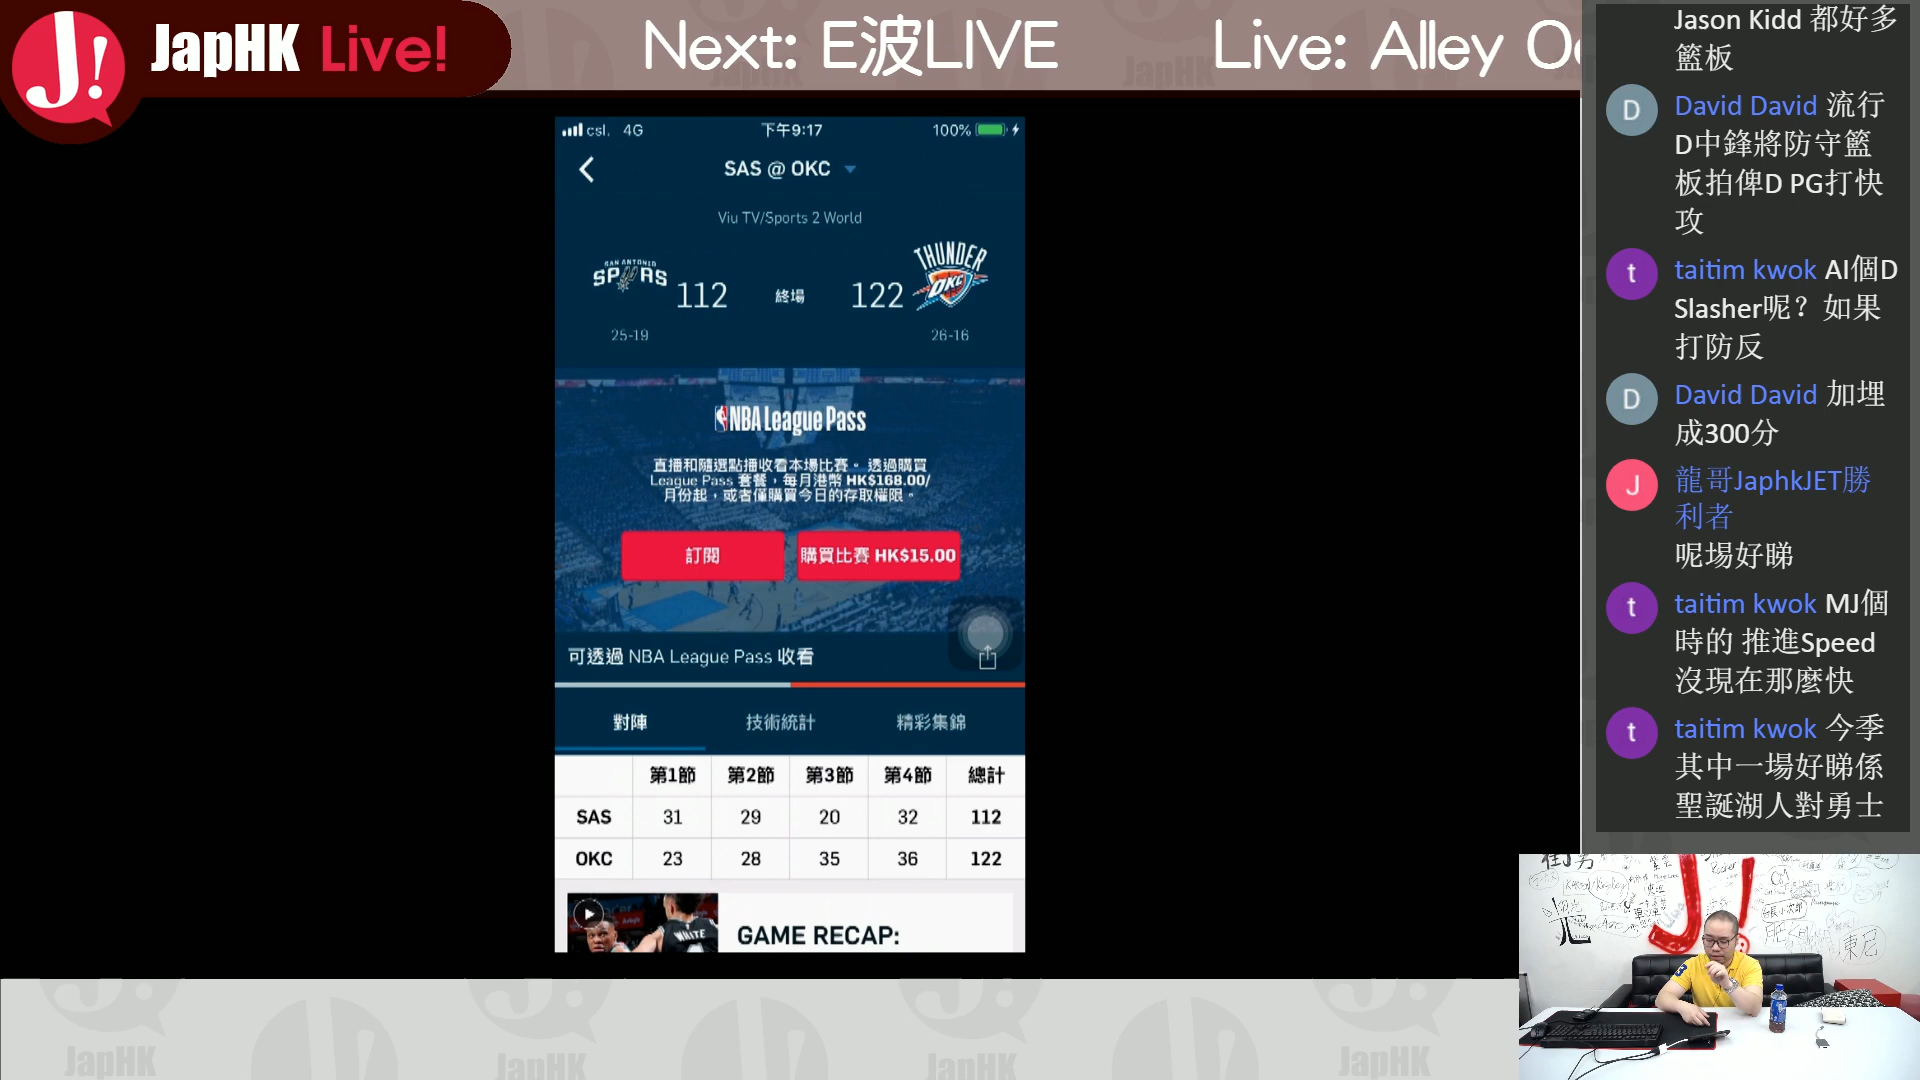 J!
JapHK Live!
Next: E波LIVE
Live: Alley
csl. 4G
下午9:17
100%
SAS @ OKC
Viu TV/Sports 2 World
SAN ANTONIO
SPURS
112
終場
122
THUNDER
OKC
25-19
26-16
NBA League Pass
直播和隨選點播收看本場比賽。 透過購買
League Pass 套餐，每月港幣 HK$168.00/
月份起，或者僅購買今日的存取權限。
訂閱
購買比賽 HK$15.00
可透過 NBA League Pass 收看
對陣
技術統計
精彩集錦
第1節 第2節 第3節 第4節 總計
SAS 31 29 20 32 112
OKC 23 28 35 36 122
WHITE
GAME RECAP:
Jason Kidd 都好多
籃板
D
David David 流行
D中鋒將防守籃
板拍俾D PG打快
攻
t
taitim kwok AI個D
Slasher呢？如果
打防反
D
David David 加埋
成300分
J
龍哥JaphkJET勝
利者
呢場好睇
t
taitim kwok MJ個
時的 推進Speed
沒現在那麼快
t
taitim kwok 今季
其中一場好睇係
聖誕湖人對勇士
J!
東尼
JapHK
JapHK
JapHK
JapHK